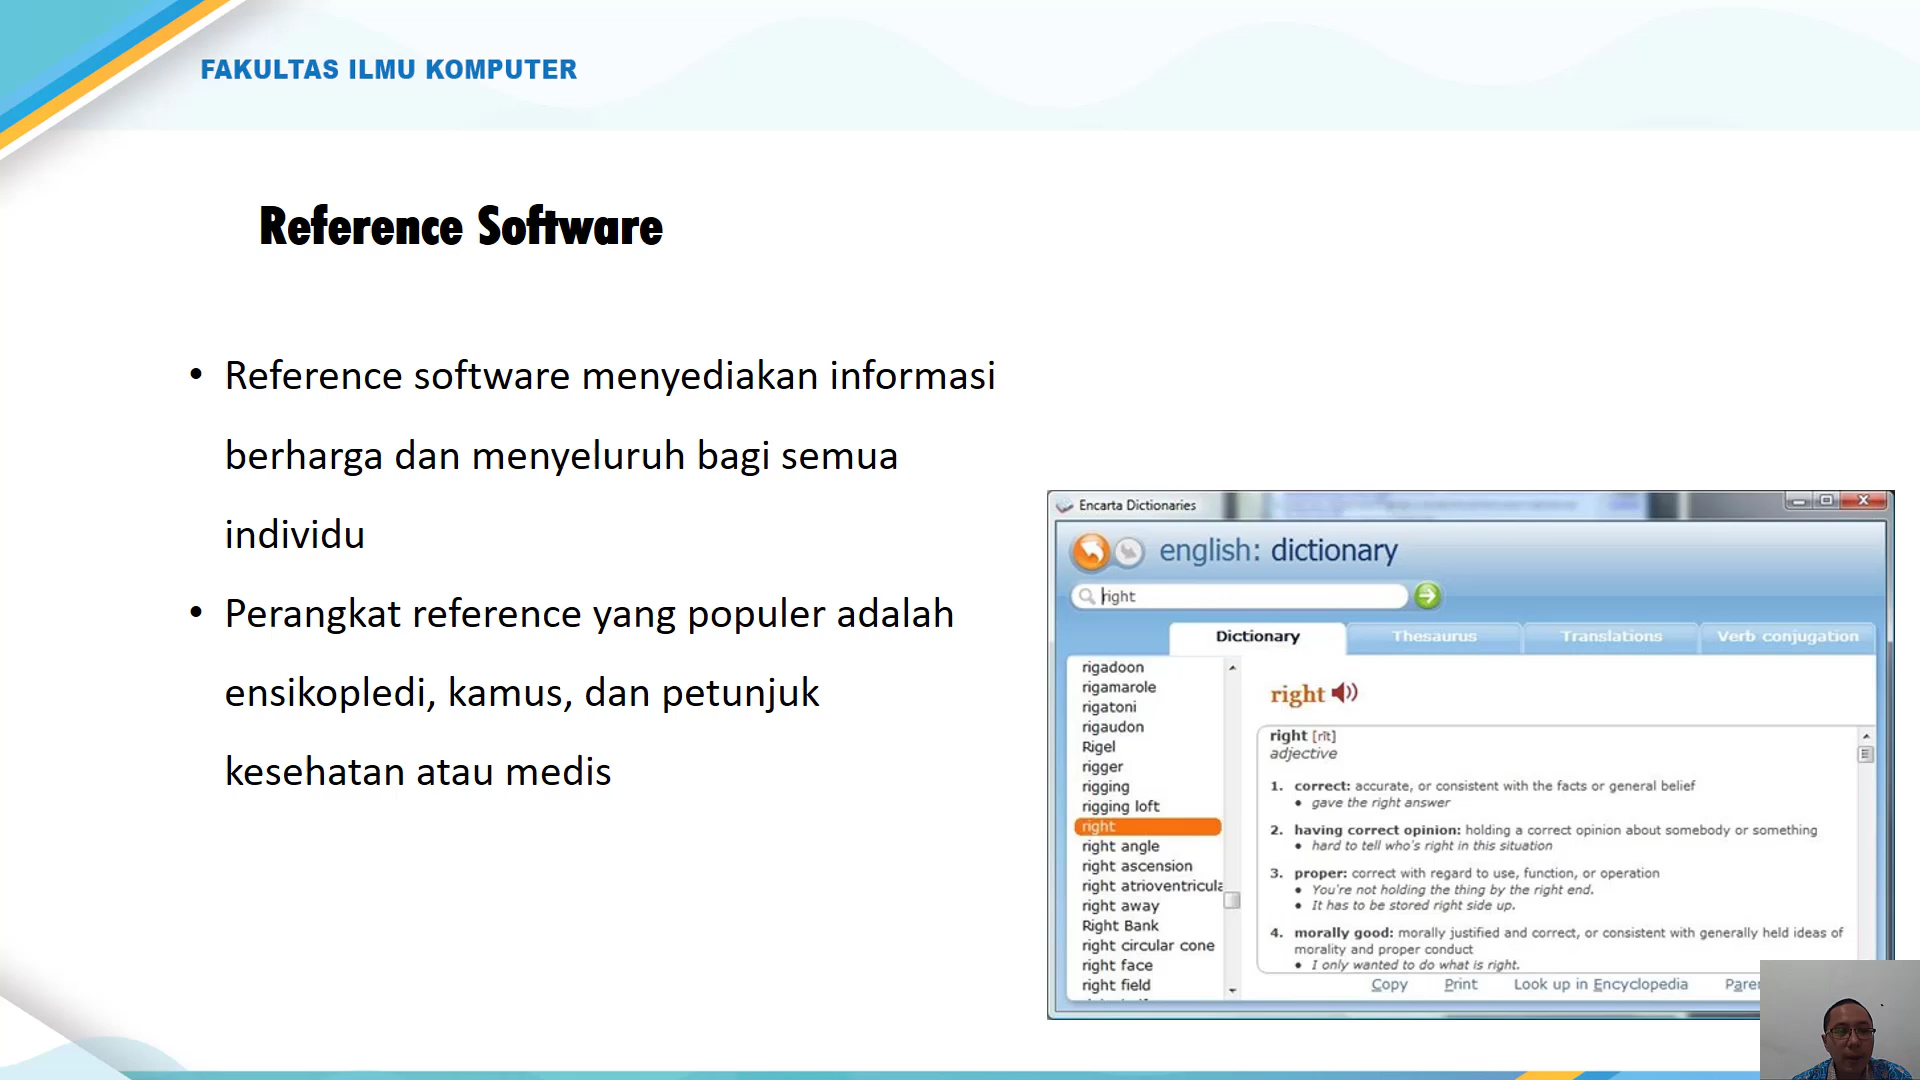 FAKULTAS ILMU KOMPUTER
Reference Software
• Reference software menyediakan informasi
berharga dan menyeluruh bagi semua
individu
• Perangkat reference yang populer adalah
ensikopledi, kamus, dan petunjuk
kesehatan atau medis
Encarta Dictionaries
english: dictionary
right
Dictionary Thesaurus Translations Verb conjugation
rigadoon
rigamarole
rigatoni
rigaudon
Rigel
rigger
rigging
rigging loft
right
right angle
right ascension
right atrioventricula
right away
Right Bank
right circular cone
right face
right field
right
right [rīt]
adjective
1. correct: accurate, or consistent with the facts or general belief
• gave the right answer
2. having correct opinion: holding a correct opinion about somebody or something
• hard to tell who's right in this situation
3. proper: correct with regard to use, function, or operation
• You're not holding the thing by the right end.
• It has to be stored right side up.
4. morally good: morally justified and correct, or consistent with generally held ideas of
morality and proper conduct
• I only wanted to do what is right.
Copy Print Look up in Encyclopedia